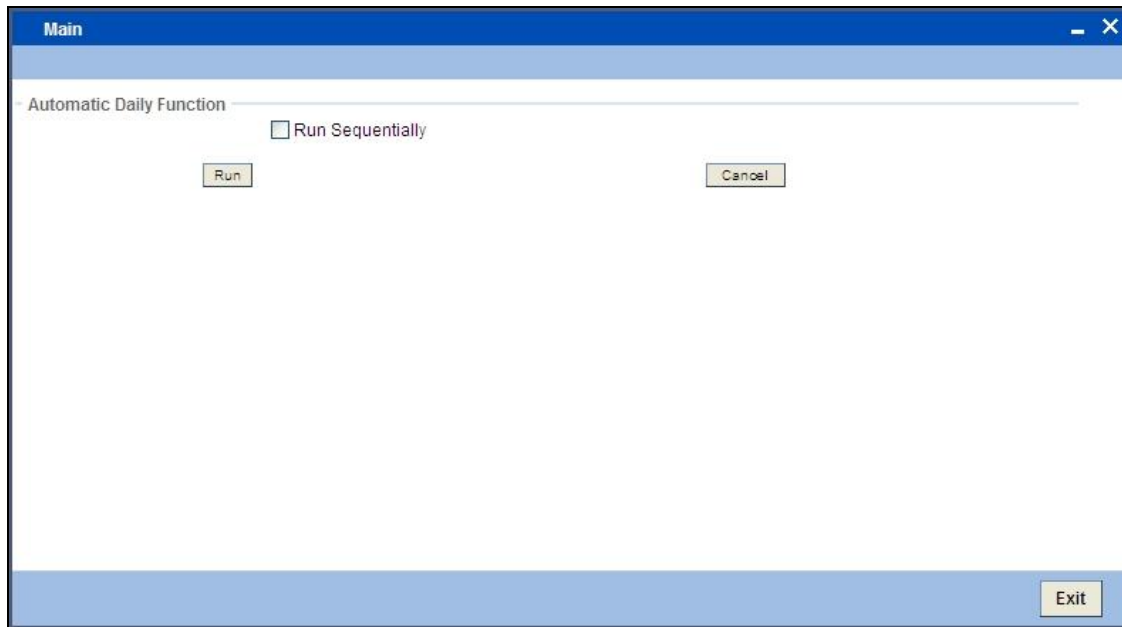 Main
Automatic Daily Function
Run Sequentially
Run
Cancel
Exit